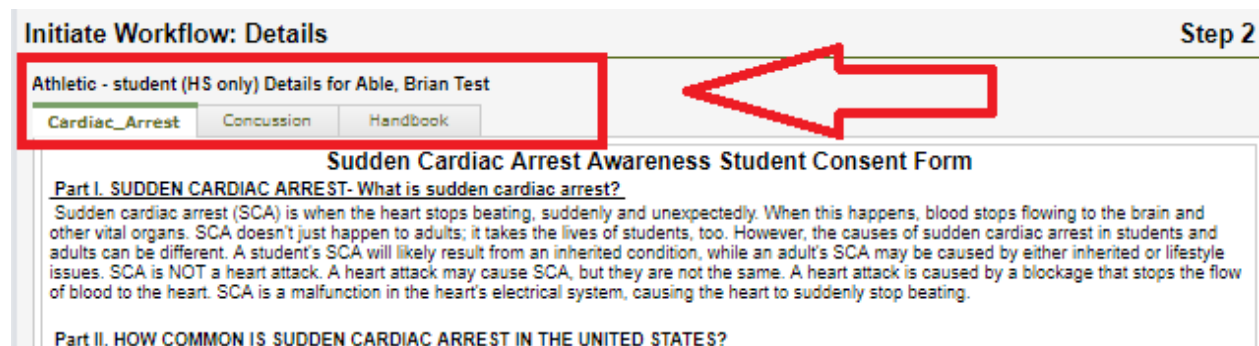 Initiate Workflow: Details Step 2
Athletic - student (HS only) Details for Able, Brian Test
Cardiac_Arrest Concussion Handbook
Sudden Cardiac Arrest Awareness Student Consent Form
Part I. SUDDEN CARDIAC ARREST- What is sudden cardiac arrest?
Sudden cardiac arrest (SCA) is when the heart stops beating, suddenly and unexpectedly. When this happens, blood stops flowing to the brain and
other vital organs. SCA doesn't just happen to adults; it takes the lives of students, too. However, the causes of sudden cardiac arrest in students and
adults can be different. A student's SCA will likely result from an inherited condition, while an adult's SCA may be caused by either inherited or lifestyle
issues. SCA is NOT a heart attack. A heart attack may cause SCA, but they are not the same. A heart attack is caused by a blockage that stops the flow
of blood to the heart. SCA is a malfunction in the heart's electrical system, causing the heart to suddenly stop beating.
Part II. HOW COMMON IS SUDDEN CARDIAC ARREST IN THE UNITED STATES?